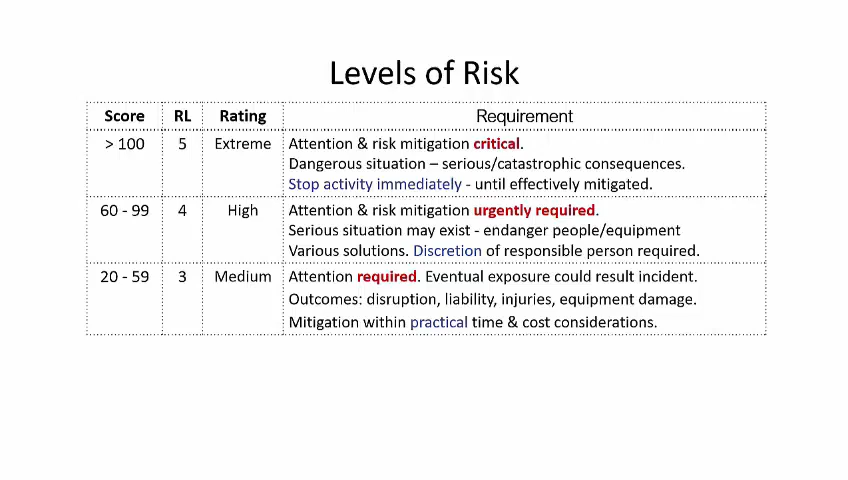 Levels of Risk
Score RL Rating Requirement
> 100 5 Extreme Attention & risk mitigation critical.
Dangerous situation – serious/catastrophic consequences.
Stop activity immediately - until effectively mitigated.
60 - 99 4 High Attention & risk mitigation urgently required.
Serious situation may exist - endanger people/equipment
Various solutions. Discretion of responsible person required.
20 - 59 3 Medium Attention required. Eventual exposure could result incident.
Outcomes: disruption, liability, injuries, equipment damage.
Mitigation within practical time & cost considerations.